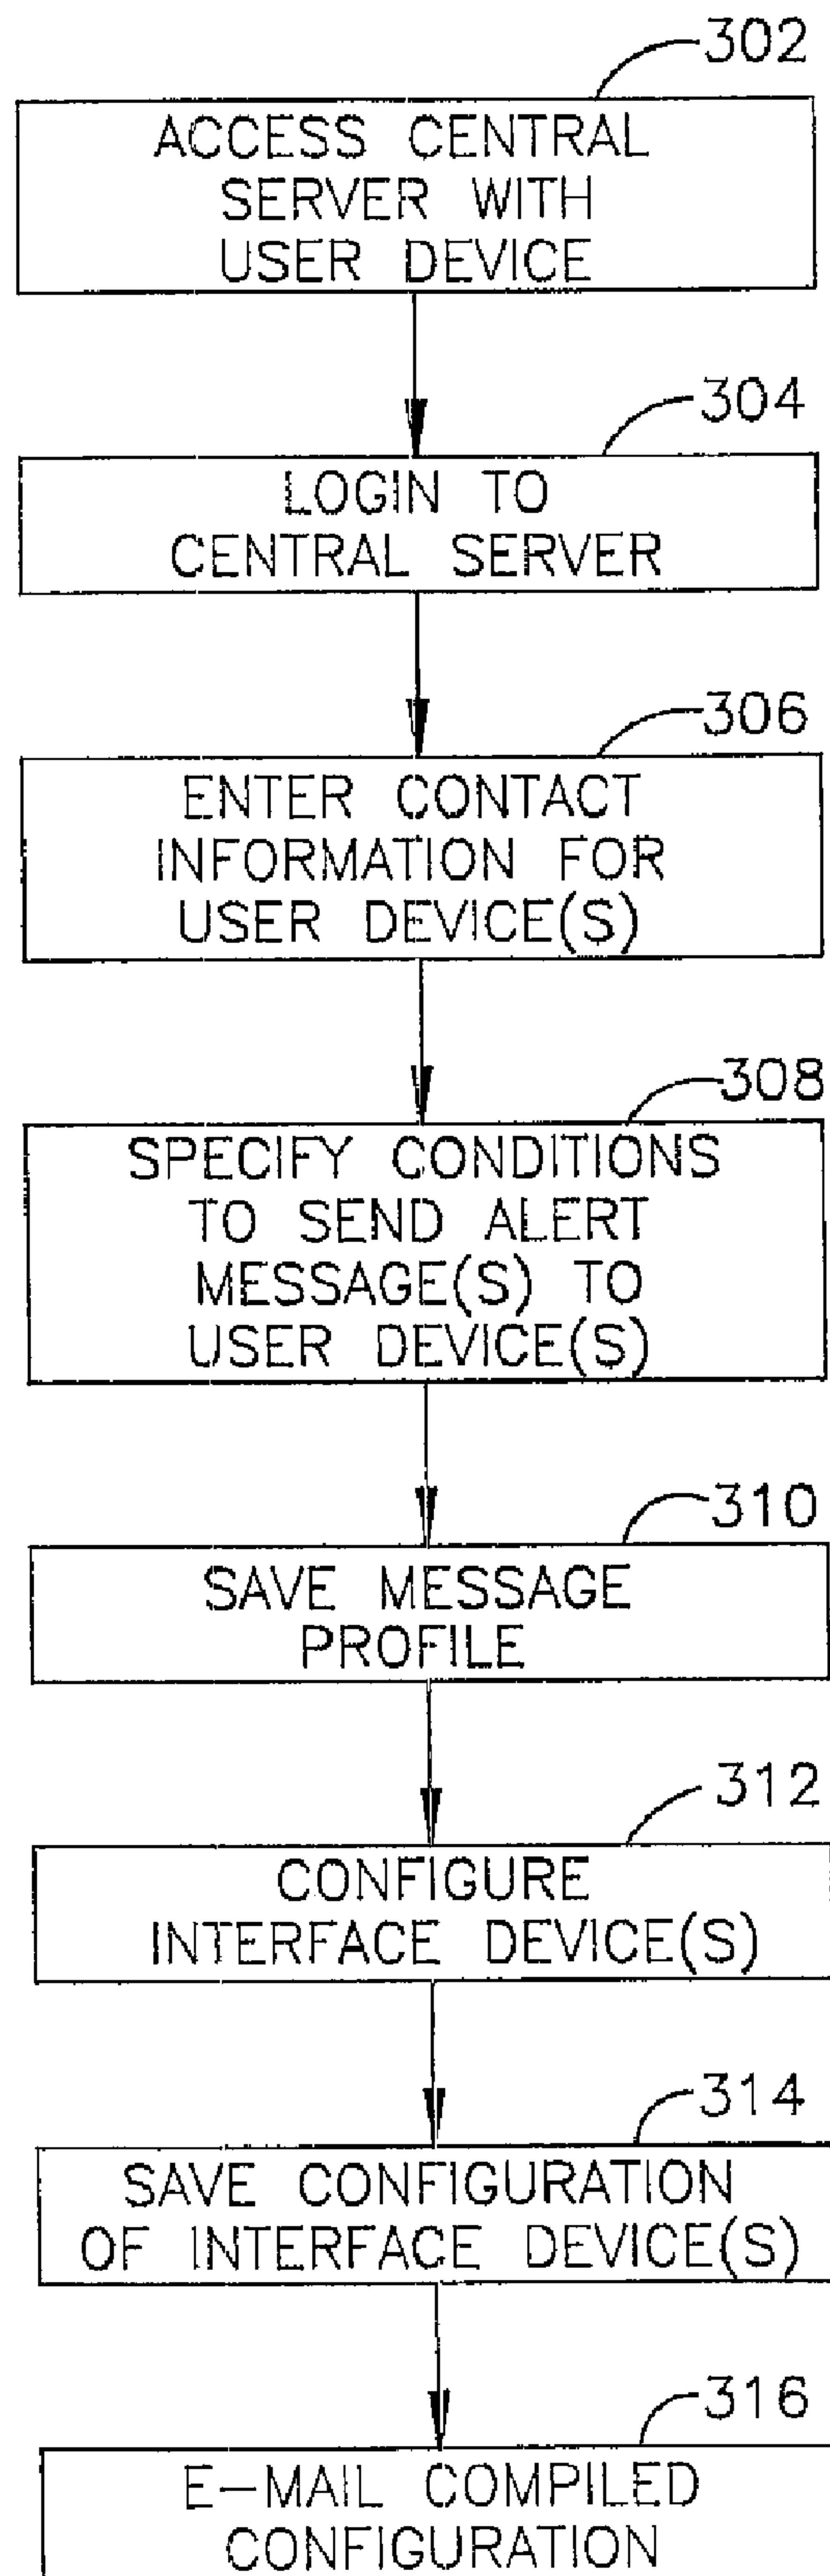 302
ACCESS CENTRAL
SERVER WITH
USER DEVICE
304
LOGIN TO
CENTRAL SERVER
306
ENTER CONTACT
INFORMATION FOR
USER DEVICE(S)
308
SPECIFY CONDITIONS
TO SEND ALERT
MESSAGE(S) TO
USER DEVICE(S)
310
SAVE MESSAGE
PROFILE
312
CONFIGURE
INTERFACE DEVICE(S)
314
SAVE CONFIGURATION
OF INTERFACE DEVICE(S)
316
E-MAIL COMPILED
CONFIGURATION